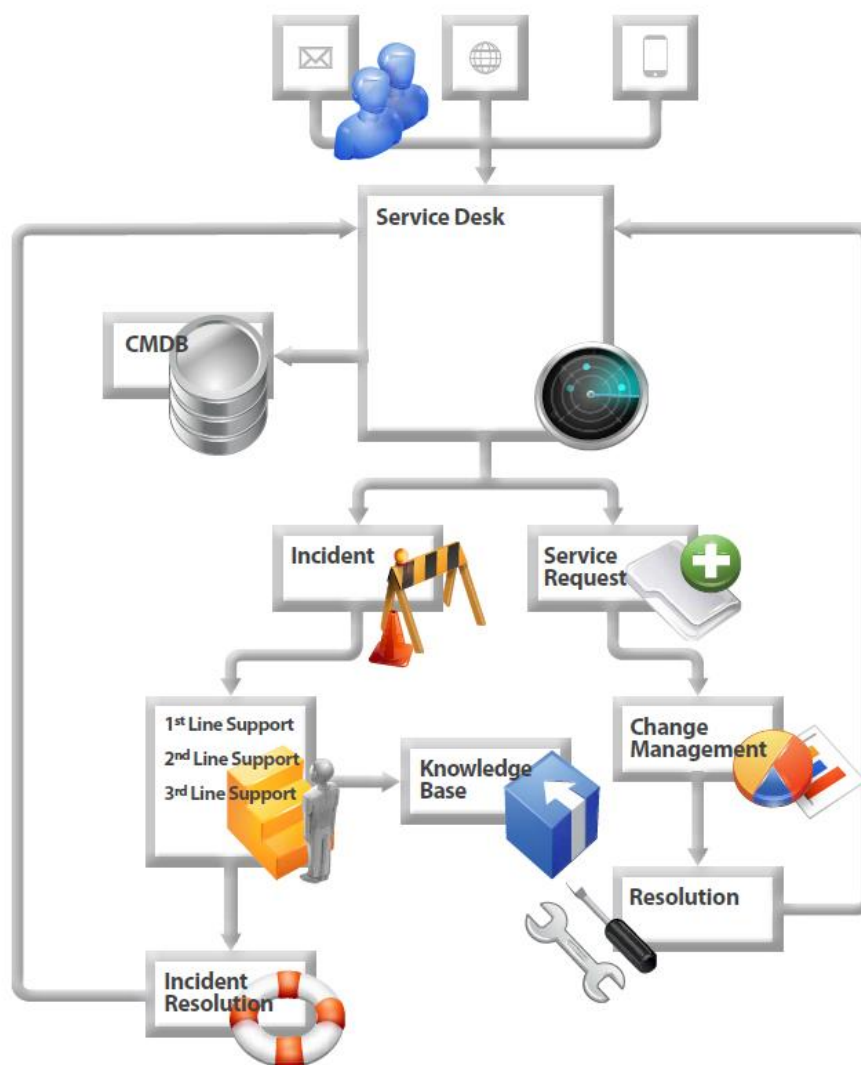 Service Desk
CMDB
Incident
Service
Request
1st Line Support
2nd Line Support
3rd Line Support
Knowledge
Base
Change
Management
Resolution
Incident
Resolution